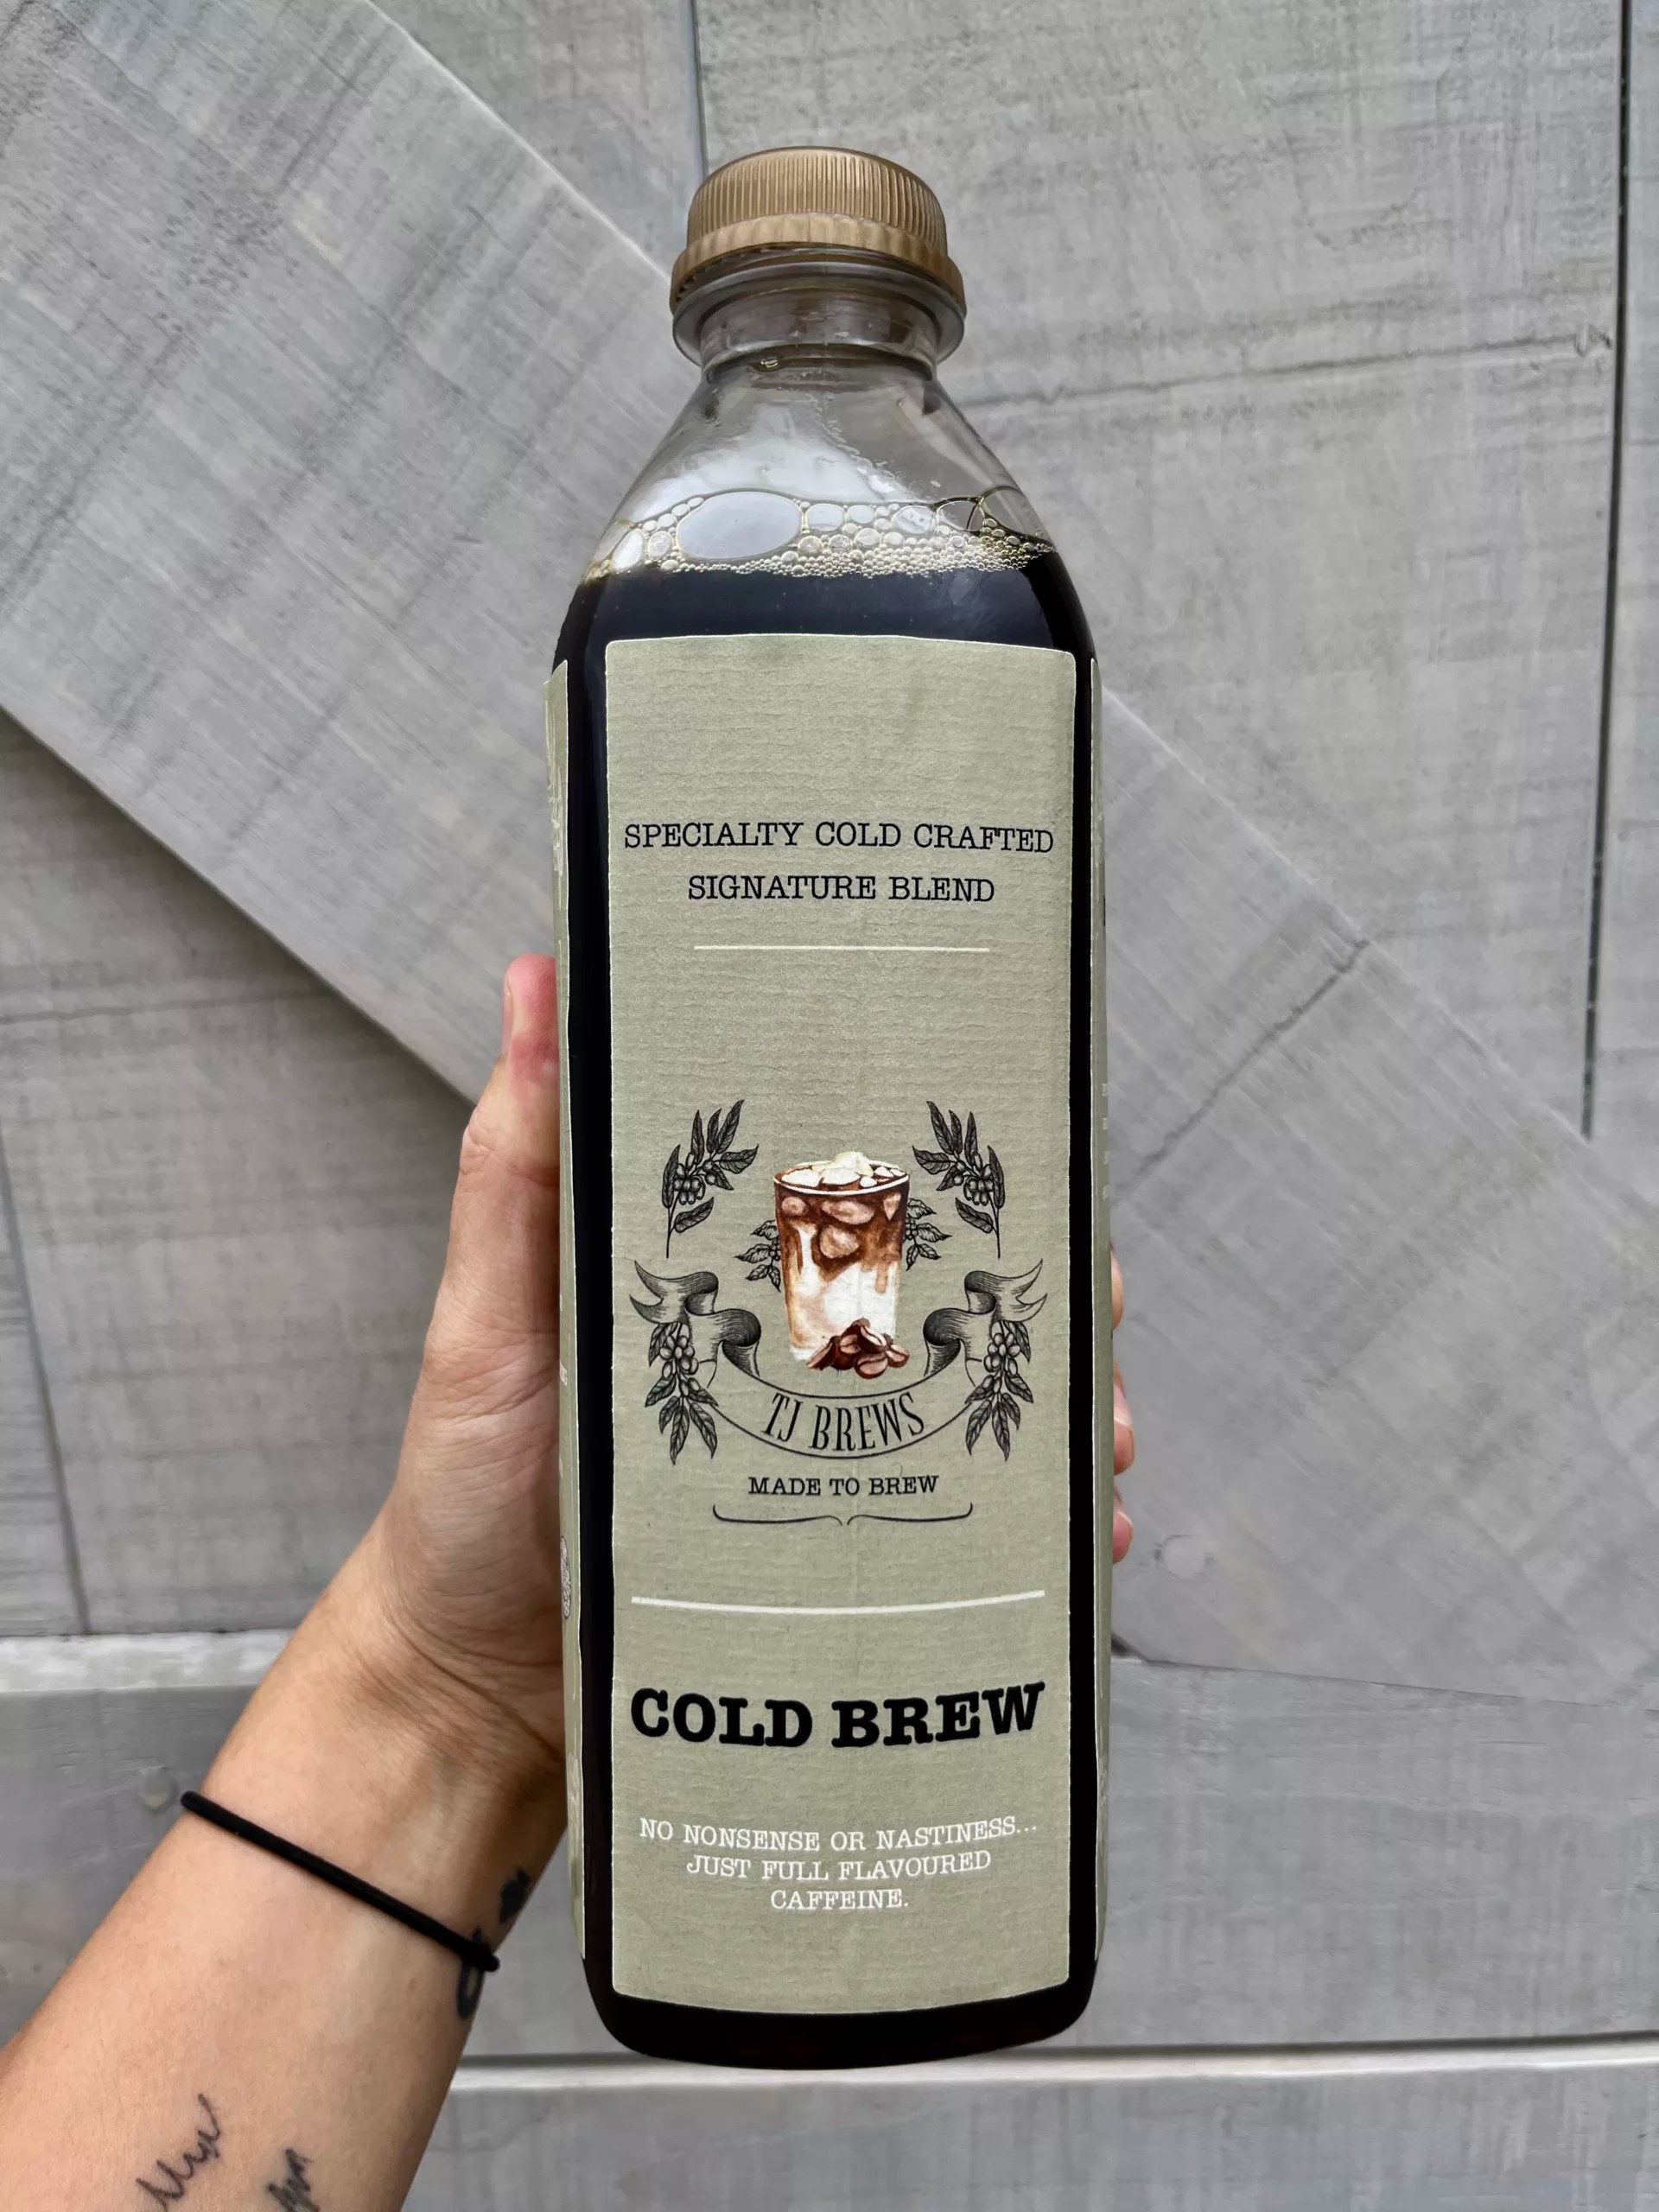 SPECIALTY COLD CRAFTED
SIGNATURE BLEND
TJ BREWS
MADE TO BREW
COLD BREW
NO NONSENSE OR NASTINESS...
JUST FULL FLAVOURED
CAFFEINE.